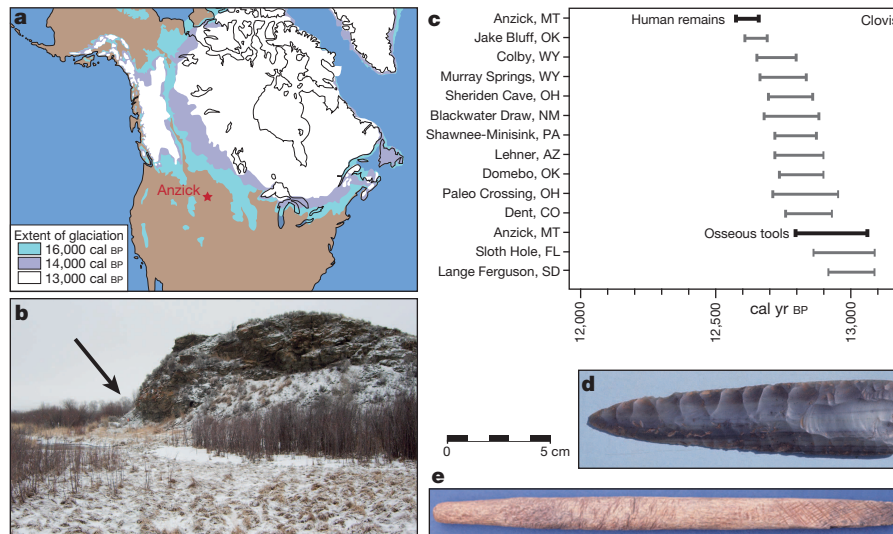 a
Anzick
Extent of glaciation
16,000 cal BP
14,000 cal BP
13,000 cal BP
b
c
Human remains
Clovis
Anzick, MT
Jake Bluff, OK
Colby, WY
Murray Springs, WY
Sheriden Cave, OH
Blackwater Draw, NM
Shawnee-Minisink, PA
Lehner, AZ
Domebo, OK
Paleo Crossing, OH
Dent, CO
Anzick, MT
Osseous tools
Sloth Hole, FL
Lange Ferguson, SD
cal yr BP
12,000
12,500
13,000
0
5 cm
d
e